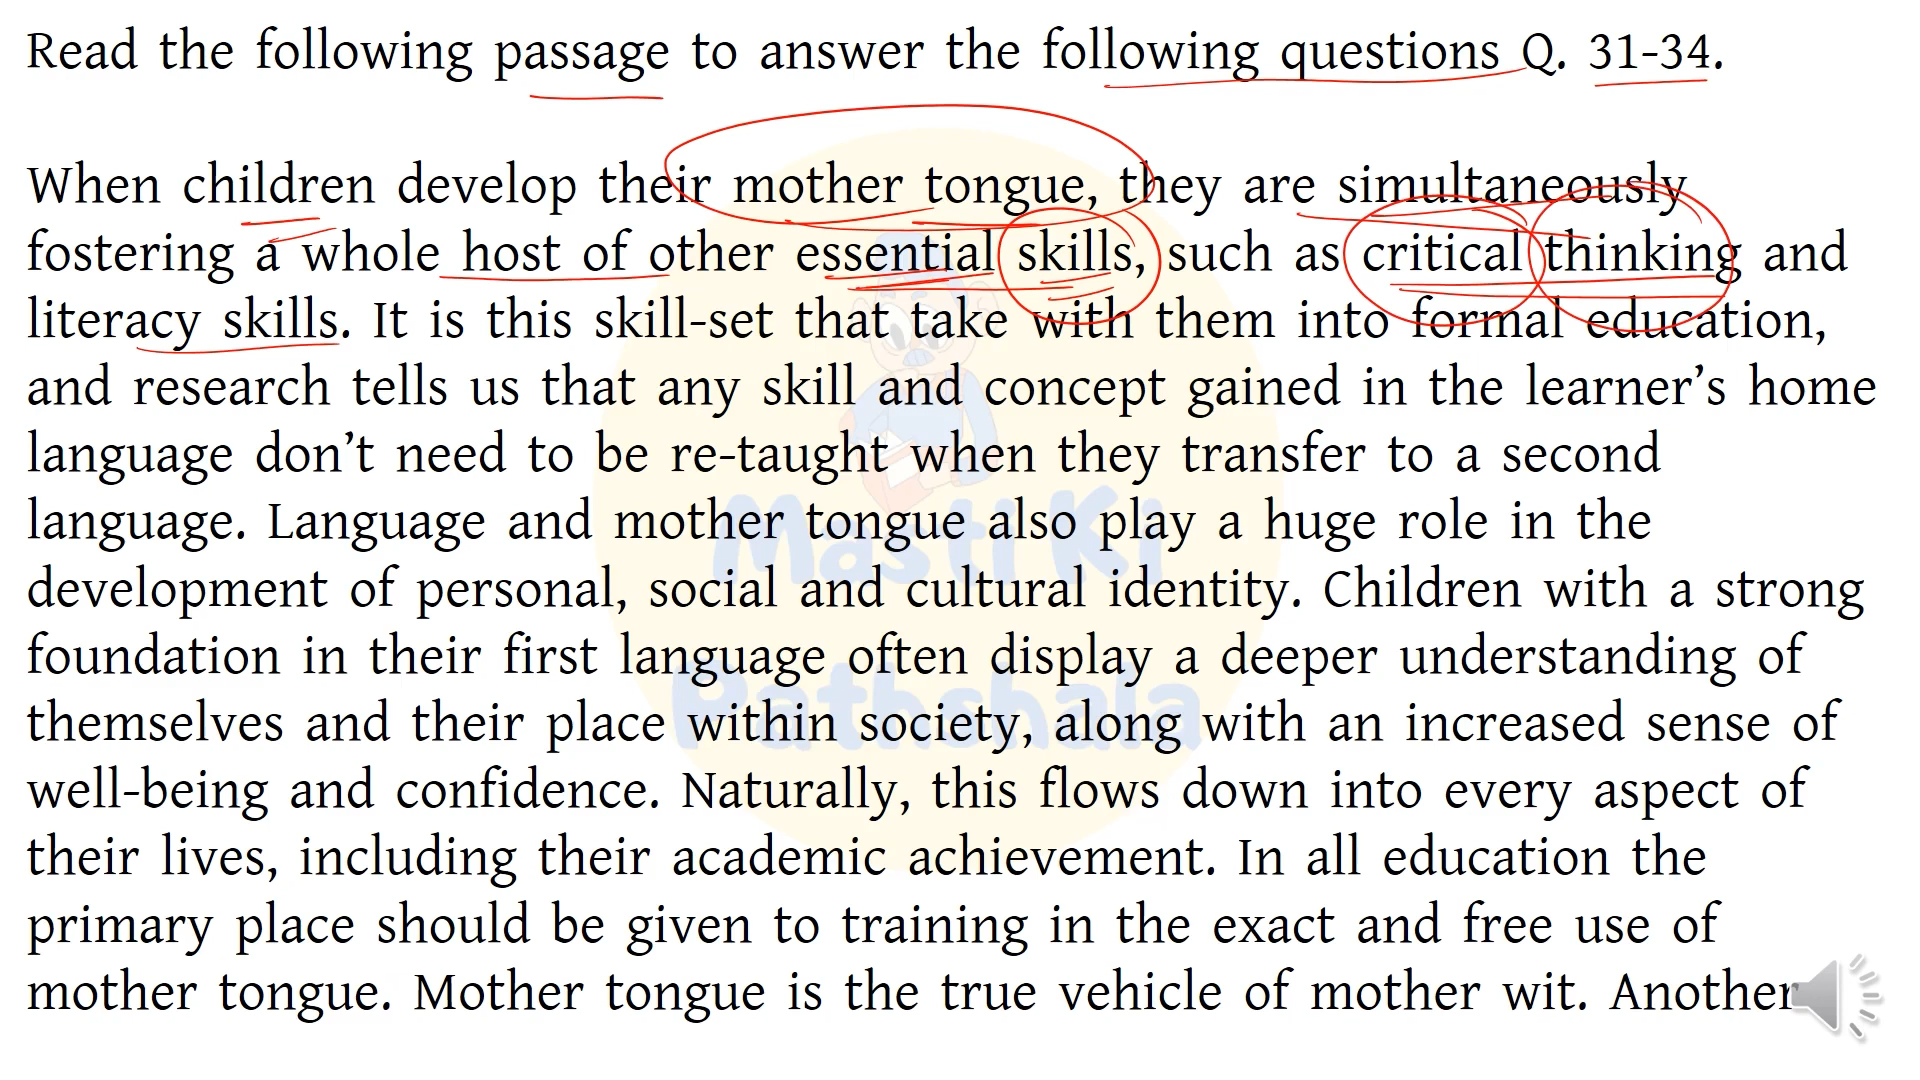 Read the following passage to answer the following questions Q. 31-34.
When children develop their mother tongue, they are simultaneously
fostering a whole host of other essential skills, such as critical thinking and
literacy skills. It is this skill-set that take with them into formal education,
and research tells us that any skill and concept gained in the learner’s home
language don’t need to be re-taught when they transfer to a second
language. Language and mother tongue also play a huge role in the
development of personal, social and cultural identity. Children with a strong
foundation in their first language often display a deeper understanding of
themselves and their place within society, along with an increased sense of
well-being and confidence. Naturally, this flows down into every aspect of
their lives, including their academic achievement. In all education the
primary place should be given to training in the exact and free use of
mother tongue. Mother tongue is the true vehicle of mother wit. Another
Masti Ki
Pathshala